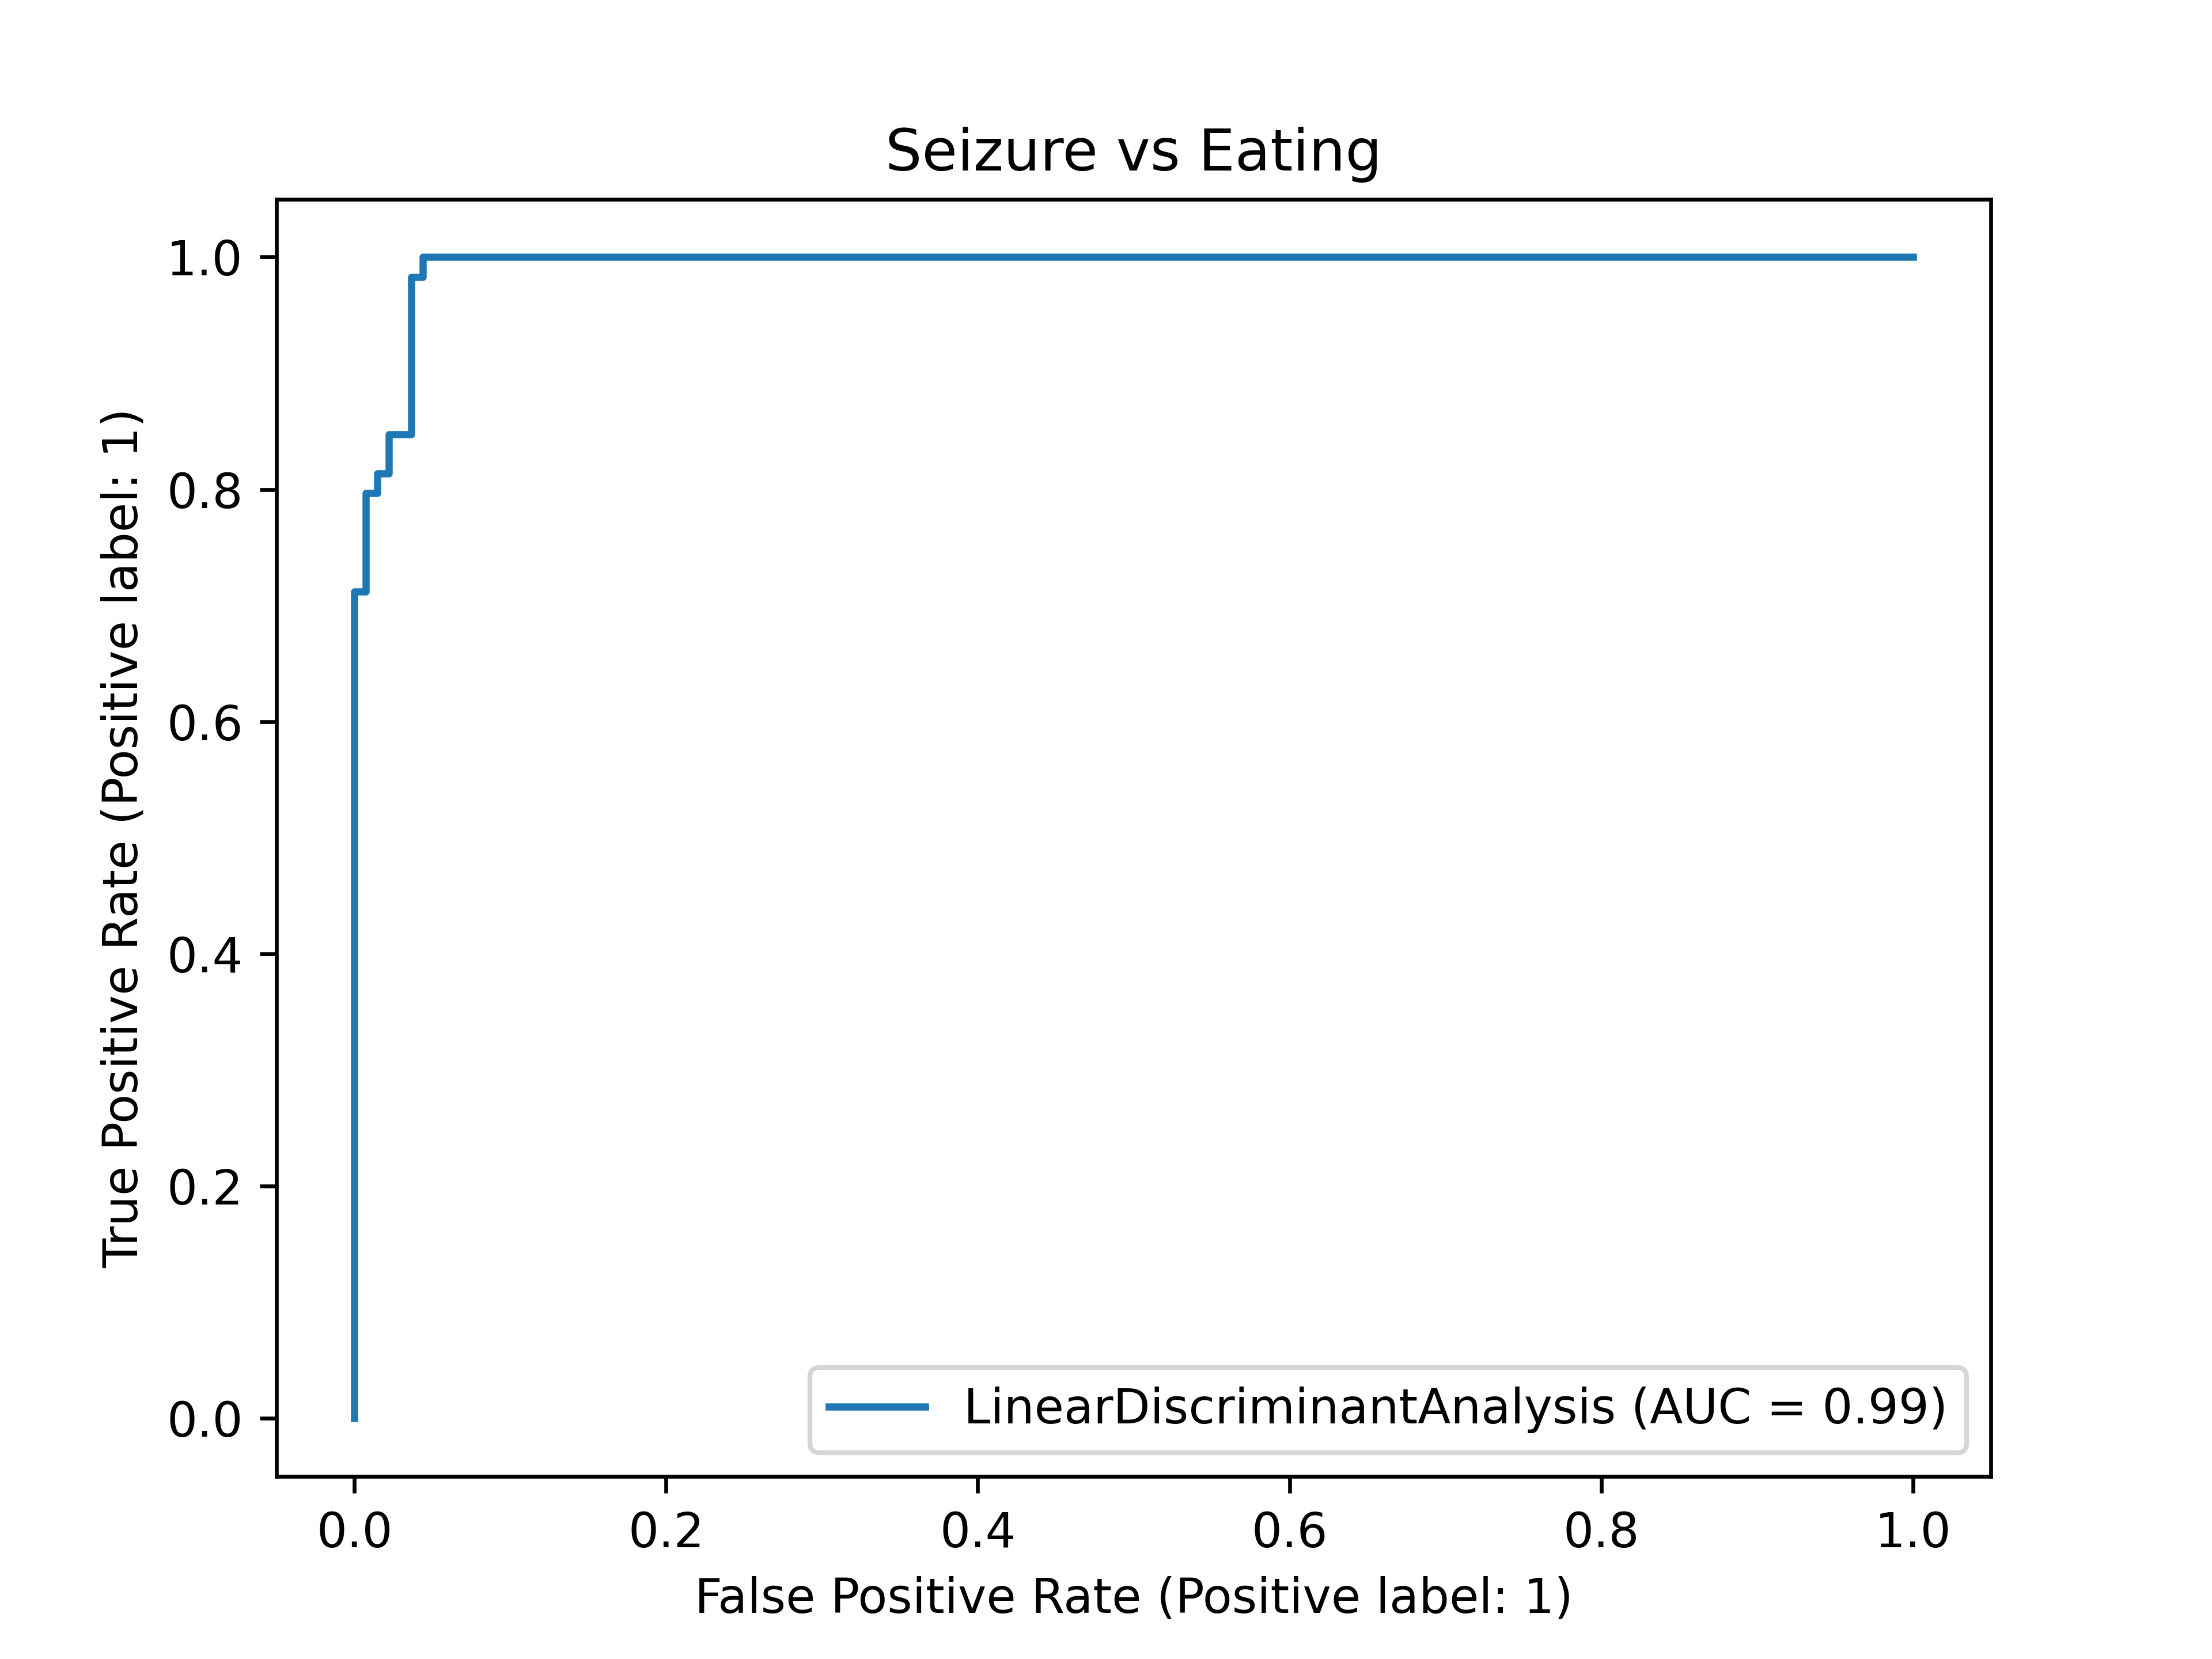 Seizure vs Eating
True Positive Rate (Positive label: 1)
1.0
0.8
0.6
0.4
0.2
0.0
LinearDiscriminantAnalysis (AUC = 0.99)
0.0 0.2 0.4 0.6 0.8 1.0
False Positive Rate (Positive label: 1)